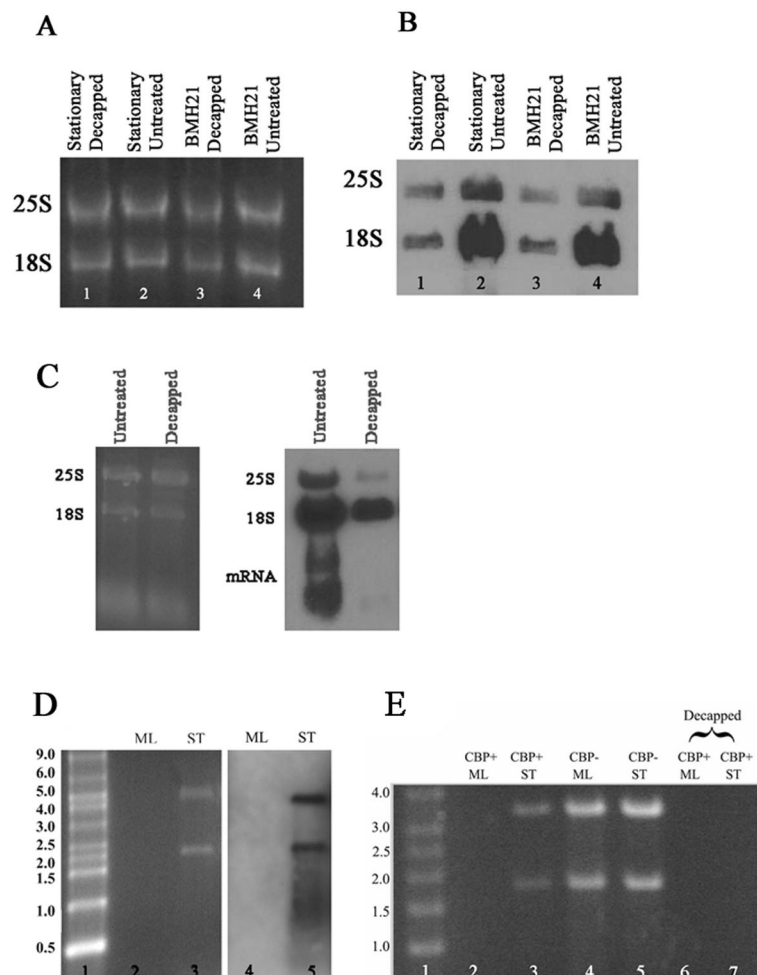 A
B
Stationary Decapped
Stationary Untreated
BMH21 Decapped
BMH21 Untreated
25S
18S
1 2 3 4
Stationary Decapped
Stationary Untreated
BMH21 Decapped
BMH21 Untreated
25S
18S
1 2 3 4
C
Untreated
Decapped
25S
18S
Untreated
Decapped
25S
18S
mRNA
D
ML ST ML ST
9.0
6.0
5.0
4.0
3.0
2.5
2.0
1.5
1.0
0.5
1 2 3 4 5
E
Decapped
CBP+ ML
CBP+ ST
CBP- ML
CBP- ST
CBP+ ML
CBP+ ST
4.0
3.0
2.5
2.0
1.5
1.0
1 2 3 4 5 6 7